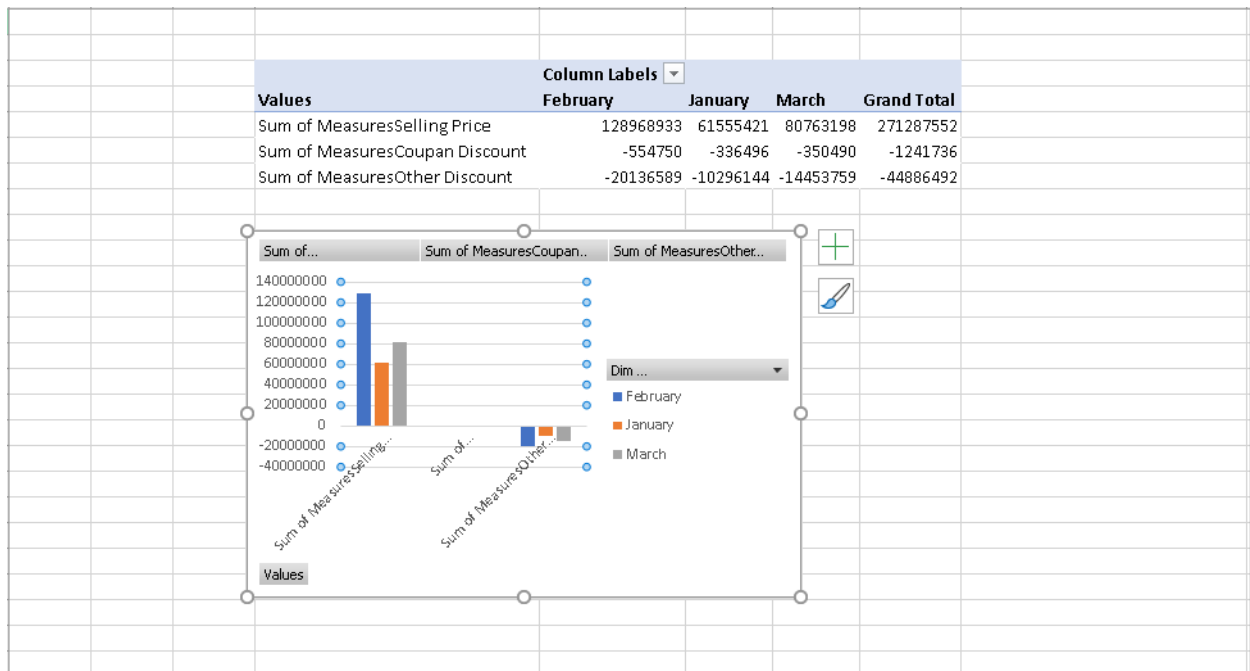 Column Labels
Values February January March Grand Total
Sum of MeasuresSelling Price 128968933 61555421 80763198 271287552
Sum of MeasuresCoupan Discount -554750 -336496 -350490 -1241736
Sum of MeasuresOther Discount -20136589 -10296144 -14453759 -44886492
Sum of... Sum of MeasuresCoupan.. Sum of MeasuresOther...
140000000
120000000
100000000
80000000
60000000
40000000
20000000
0
-20000000
-40000000
Sum of MeasuresSelling...
Sum of...
Sum of MeasuresOther...
Dim ...
February
January
March
Values